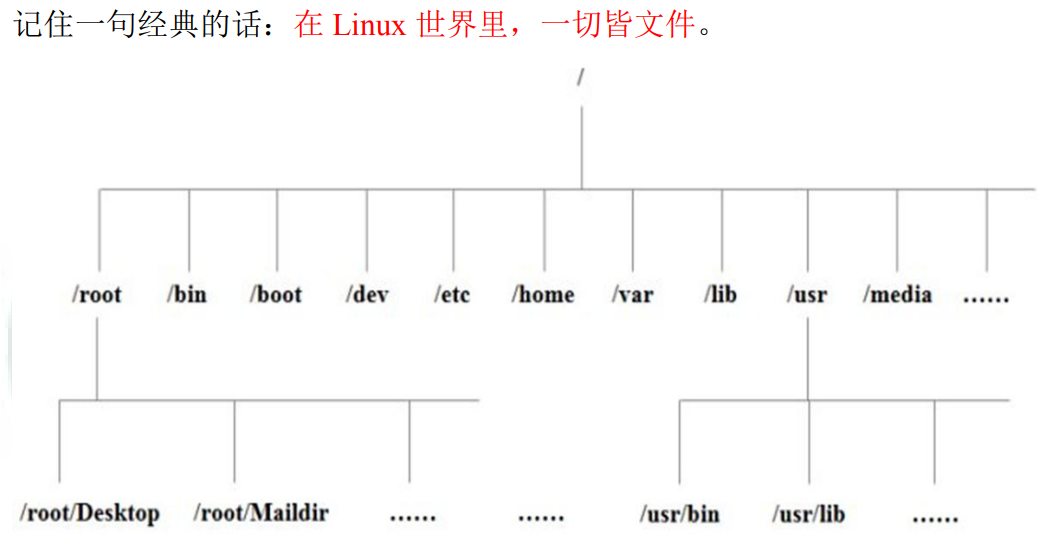 记住一句经典的话：在 Linux 世界里，一切皆文件。
/
/root /bin /boot /dev /etc /home /var /lib /usr /media ......
/root/Desktop /root/Maildir ...... ...... /usr/bin /usr/lib ......